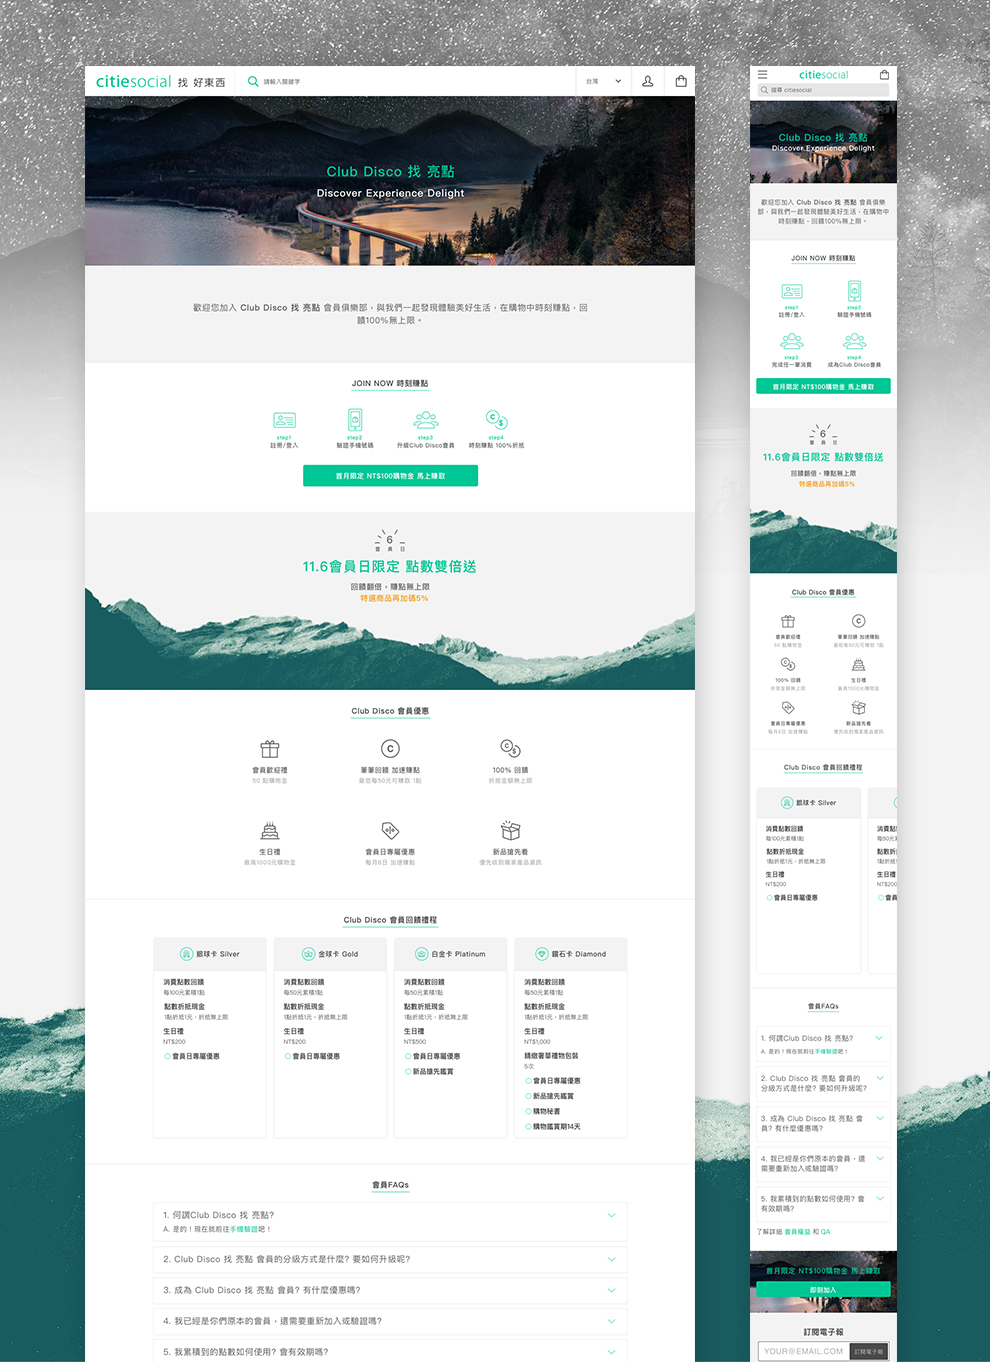 citiesocial 找 好東西
請輸入關鍵字
台灣
Club Disco 找 亮點
Discover Experience Delight
歡迎您加入 Club Disco 找 亮點 會員俱樂部，與我們一起發現體驗美好生活，在購物中時刻賺點，回
饋100%無上限。
JOIN NOW 時刻賺點
step1
註冊/登入
step2
驗證手機號碼
step3
升級Club Disco會員
step4
時刻賺點 100%折抵
首月限定 NT$100購物金 馬上賺取
6
會 員 日
11.6會員日限定 點數雙倍送
回饋翻倍，賺點無上限
特選商品再加碼5%
Club Disco 會員優惠
會員歡迎禮
50 點購物金
筆筆回饋 加速賺點
最低每50元可賺取 1點
100% 回饋
折抵金額無上限
生日禮
最高1000元購物金
會員日專屬優惠
每月6日 加速賺點
新品搶先看
優先收到獨家產品資訊
Club Disco 會員回饋禮程
銀球卡 Silver
消費點數回饋
每100元累積1點
點數折抵現金
1點折抵1元，折抵無上限
生日禮
NT$200
會員日專屬優惠
金球卡 Gold
消費點數回饋
每50元累積1點
點數折抵現金
1點折抵1元，折抵無上限
生日禮
NT$200
會員日專屬優惠
白金卡 Platinum
消費點數回饋
每50元累積1點
點數折抵現金
1點折抵1元，折抵無上限
生日禮
NT$500
會員日專屬優惠
新品搶先鑑賞
鑽石卡 Diamond
消費點數回饋
每50元累積1點
點數折抵現金
1點折抵1元，折抵無上限
生日禮
NT$1,000
精緻奢華禮物包裝
5次
會員日專屬優惠
新品搶先鑑賞
購物秘書
購物鑑賞期14天
會員FAQs
1. 何謂Club Disco 找 亮點?
A. 是的！現在就前往手機驗證吧！
2. Club Disco 找 亮點 會員的分級方式是什麼? 要如何升級呢?
3. 成為 Club Disco 找 亮點 會員? 有什麼優惠嗎?
4. 我已經是你們原本的會員，還需要重新加入或驗證嗎?
5. 我累積到的點數如何使用? 會有效期嗎?
citiesocial
搜尋 citiesocial
Club Disco 找 亮點
Discover Experience Delight
歡迎您加入 Club Disco 找 亮點 會員俱樂
部，與我們一起發現體驗美好生活，在購物中
時刻賺點，回饋100%無上限。
JOIN NOW 時刻賺點
step1
註冊/登入
step2
驗證手機號碼
step3
完成任一筆消費
step4
成為Club Disco會員
首月限定 NT$100購物金 馬上賺取
6
會 員 日
11.6會員日限定 點數雙倍送
回饋翻倍，賺點無上限
特選商品再加碼5%
Club Disco 會員優惠
會員歡迎禮
50 點購物金
筆筆回饋 加速賺點
最低每50元可賺取 1點
100% 回饋
折抵金額無上限
生日禮
最高1000元購物金
會員日專屬優惠
每月6日 加速賺點
新品搶先看
優先收到獨家產品資訊
Club Disco 會員回饋禮程
銀球卡 Silver
消費點數回饋
每100元累積1點
點數折抵現金
1點折抵1元，折抵無上限
生日禮
NT$200
會員日專屬優惠
消費點
每50元
點數折
1點折抵
生日禮
NT$200
會員
會員FAQs
1. 何謂Club Disco 找 亮點?
A. 是的！現在就前往手機驗證吧！
2. Club Disco 找 亮點 會員的
分級方式是什麼? 要如何升級呢?
3. 成為 Club Disco 找 亮點 會
員? 有什麼優惠嗎?
4. 我已經是你們原本的會員，還
需要重新加入或驗證嗎?
5. 我累積到的點數如何使用? 會
有效期嗎?
了解詳細 會員權益 和 QA
首月限定 NT$100購物金 馬上賺取
即刻加入
訂閱電子報
YOUR@EMAIL.COM
訂閱電子報